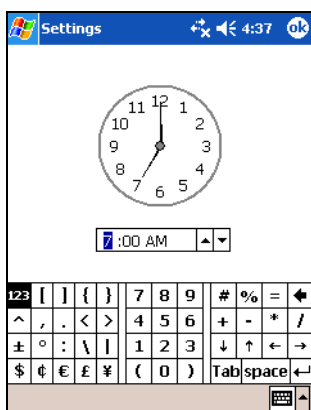 Settings 4:37 ok
12
11 1
10 2
9 3
8 4
7 5
6
7 :00 AM
123 [ ] { } 7 8 9 # % = ←
^ , . < > 4 5 6 + - * /
± ° : \ | 1 2 3 ↓ ↑ ← →
$ ¢ € £ ¥ ( 0 ) Tab space ↵